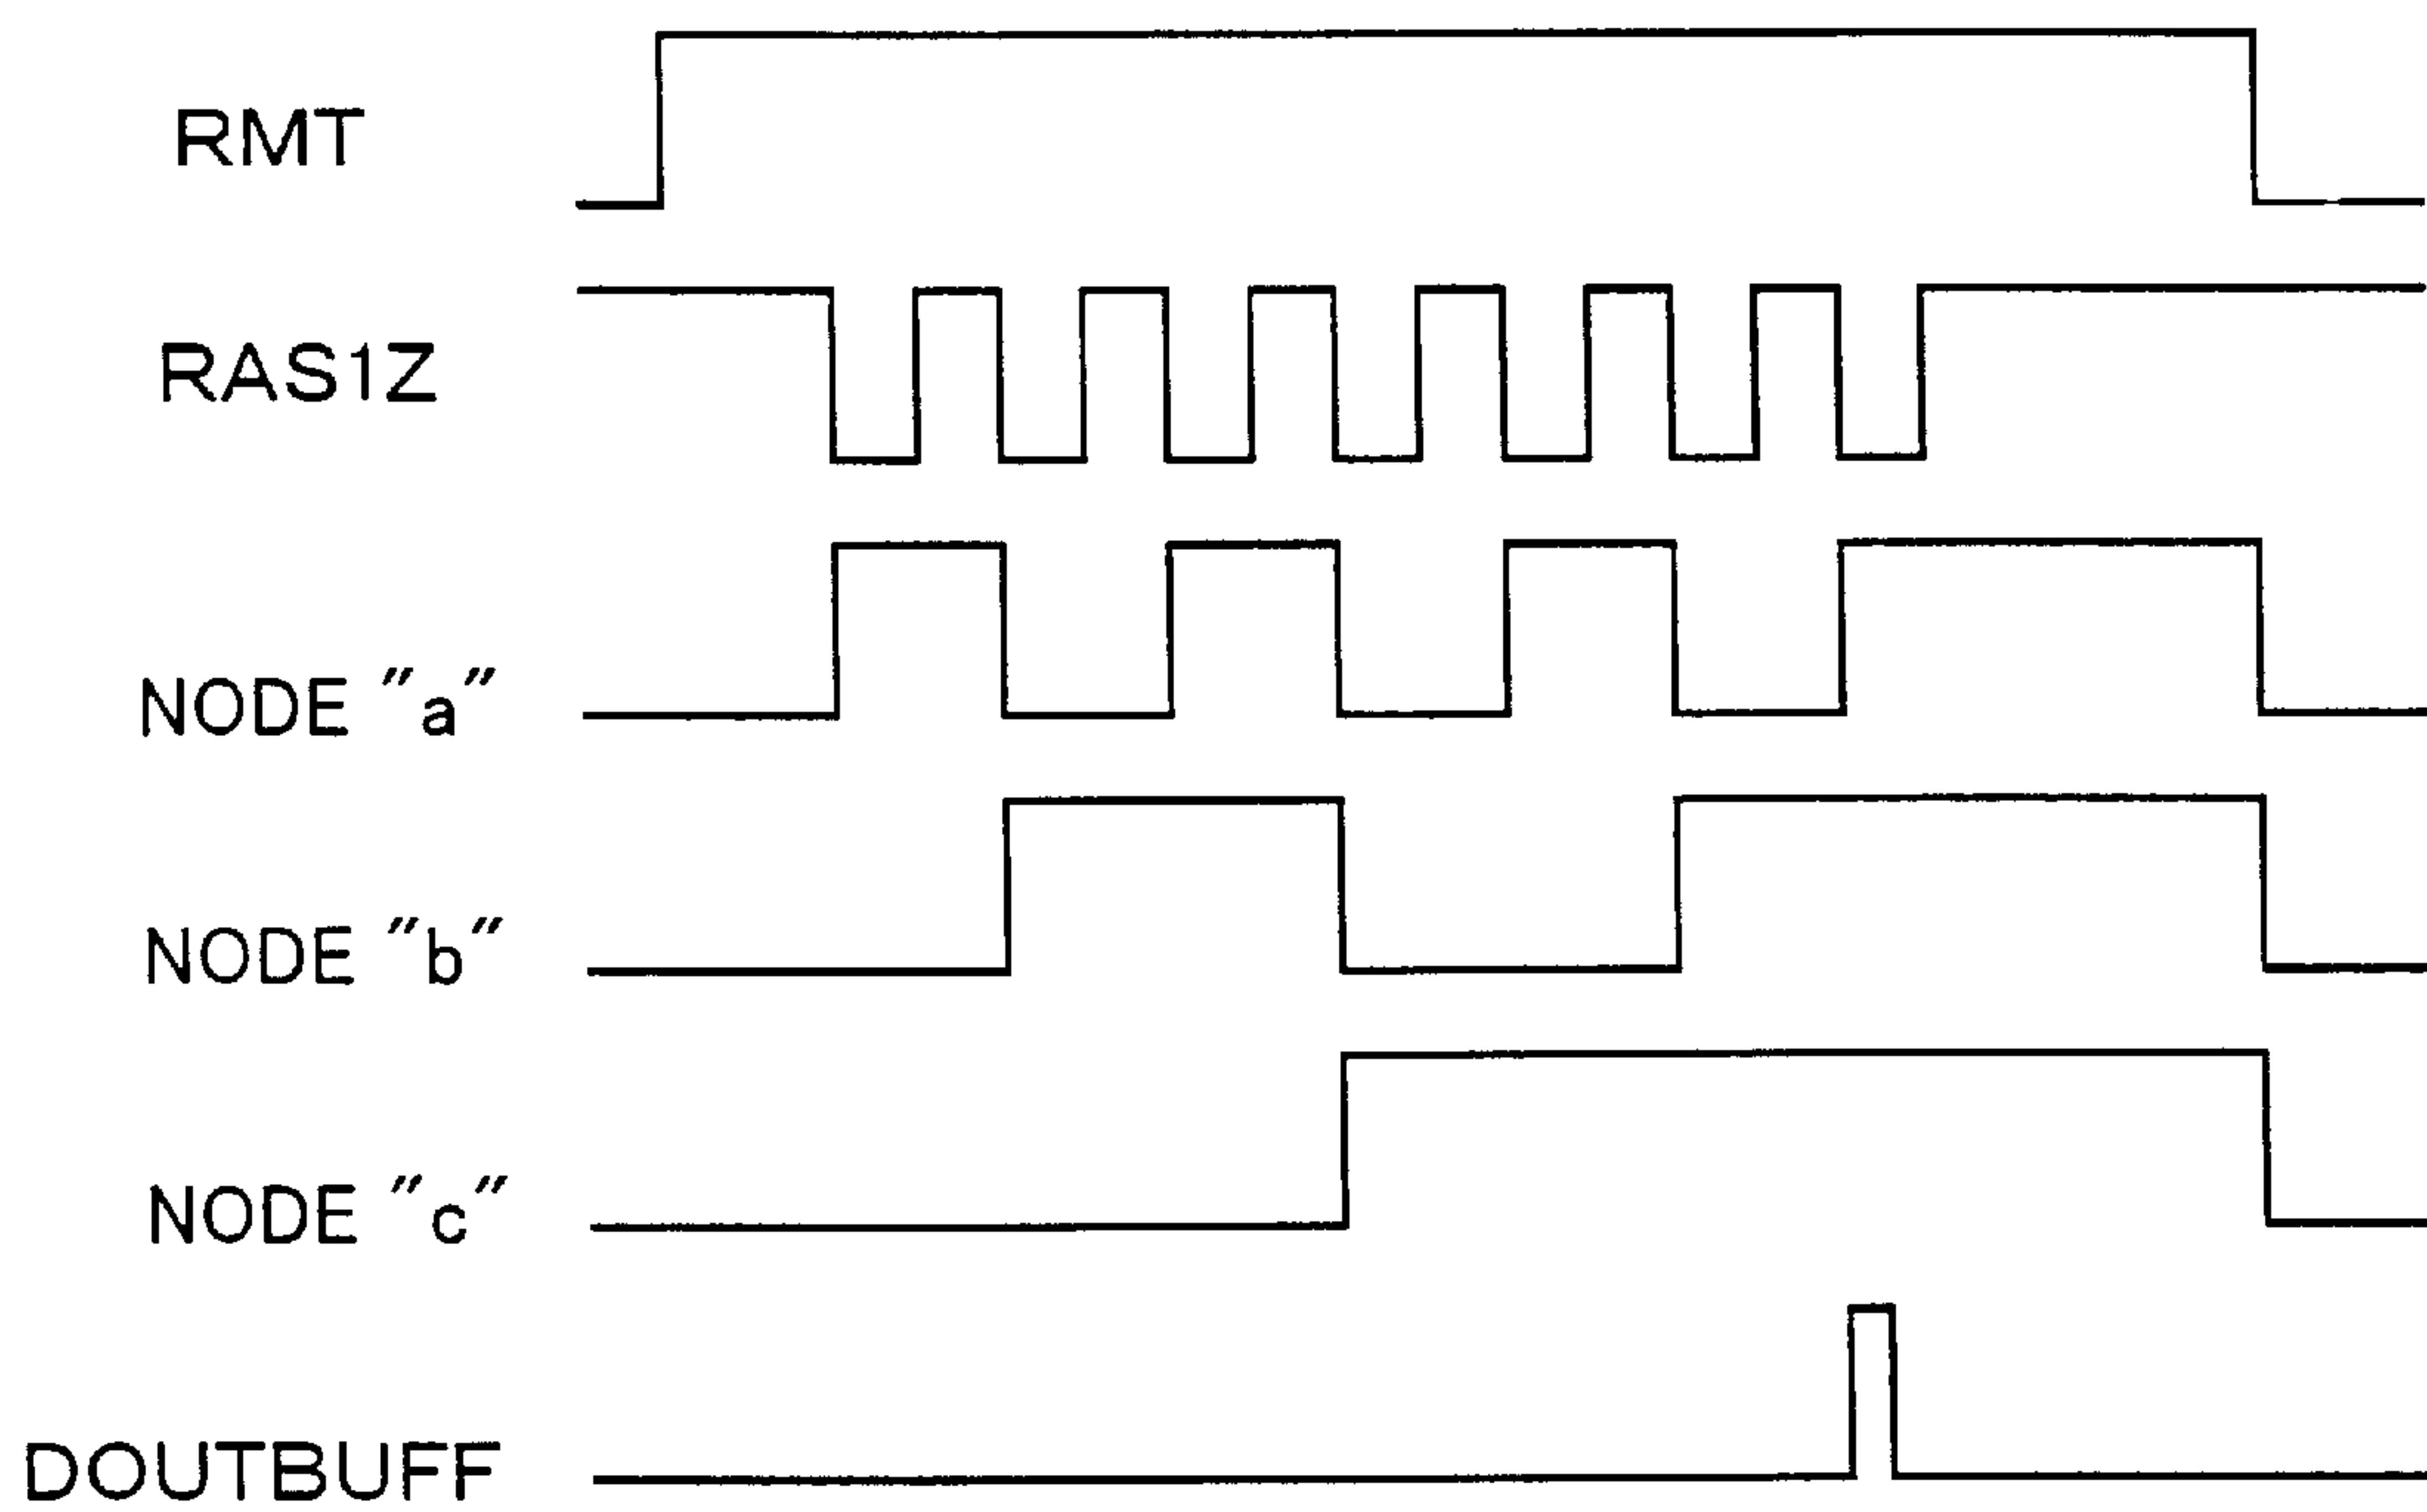 RMT
RAS1Z
NODE "a"
NODE "b"
NODE "c"
DOUTBUFF